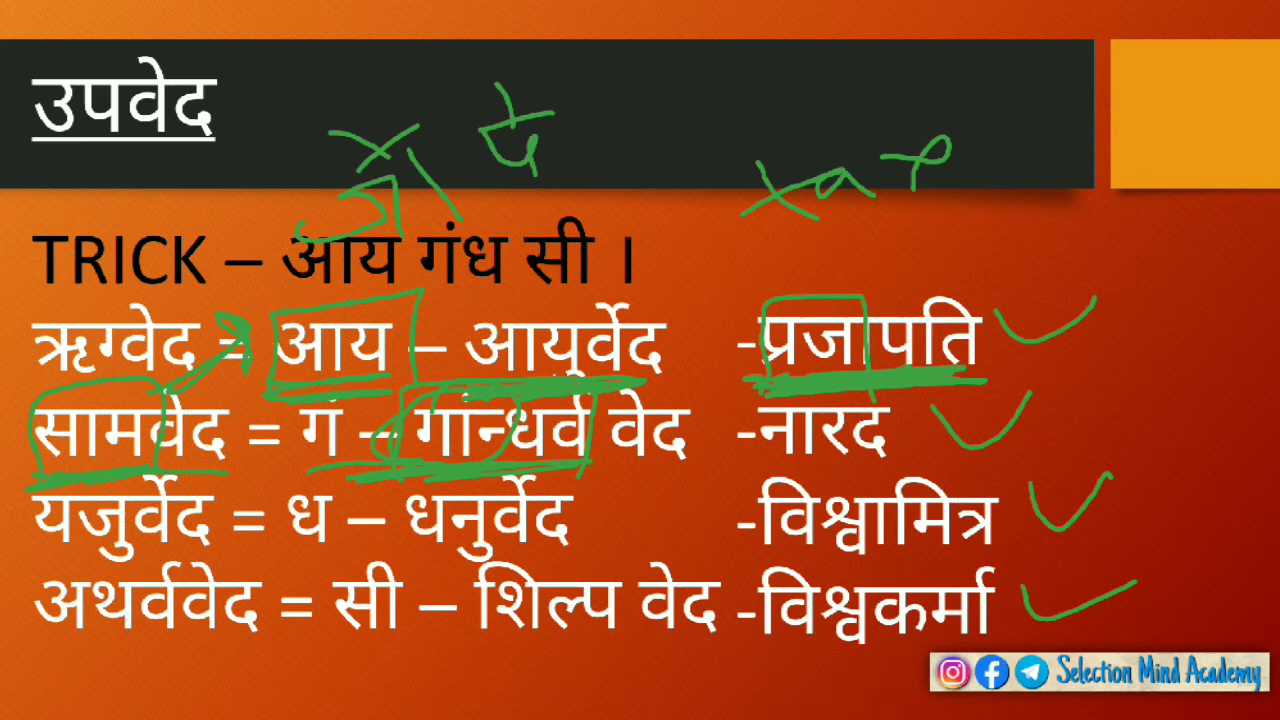 उपवेद
TRICK – आय गंध सी ।
ऋग्वेद = आय – आयुर्वेद -प्रजापति
सामवेद = गं – गान्धर्व वेद -नारद
यजुर्वेद = ध – धनुर्वेद -विश्वामित्र
अथर्ववेद = सी – शिल्प वेद -विश्वकर्मा
Selection Mind Academy